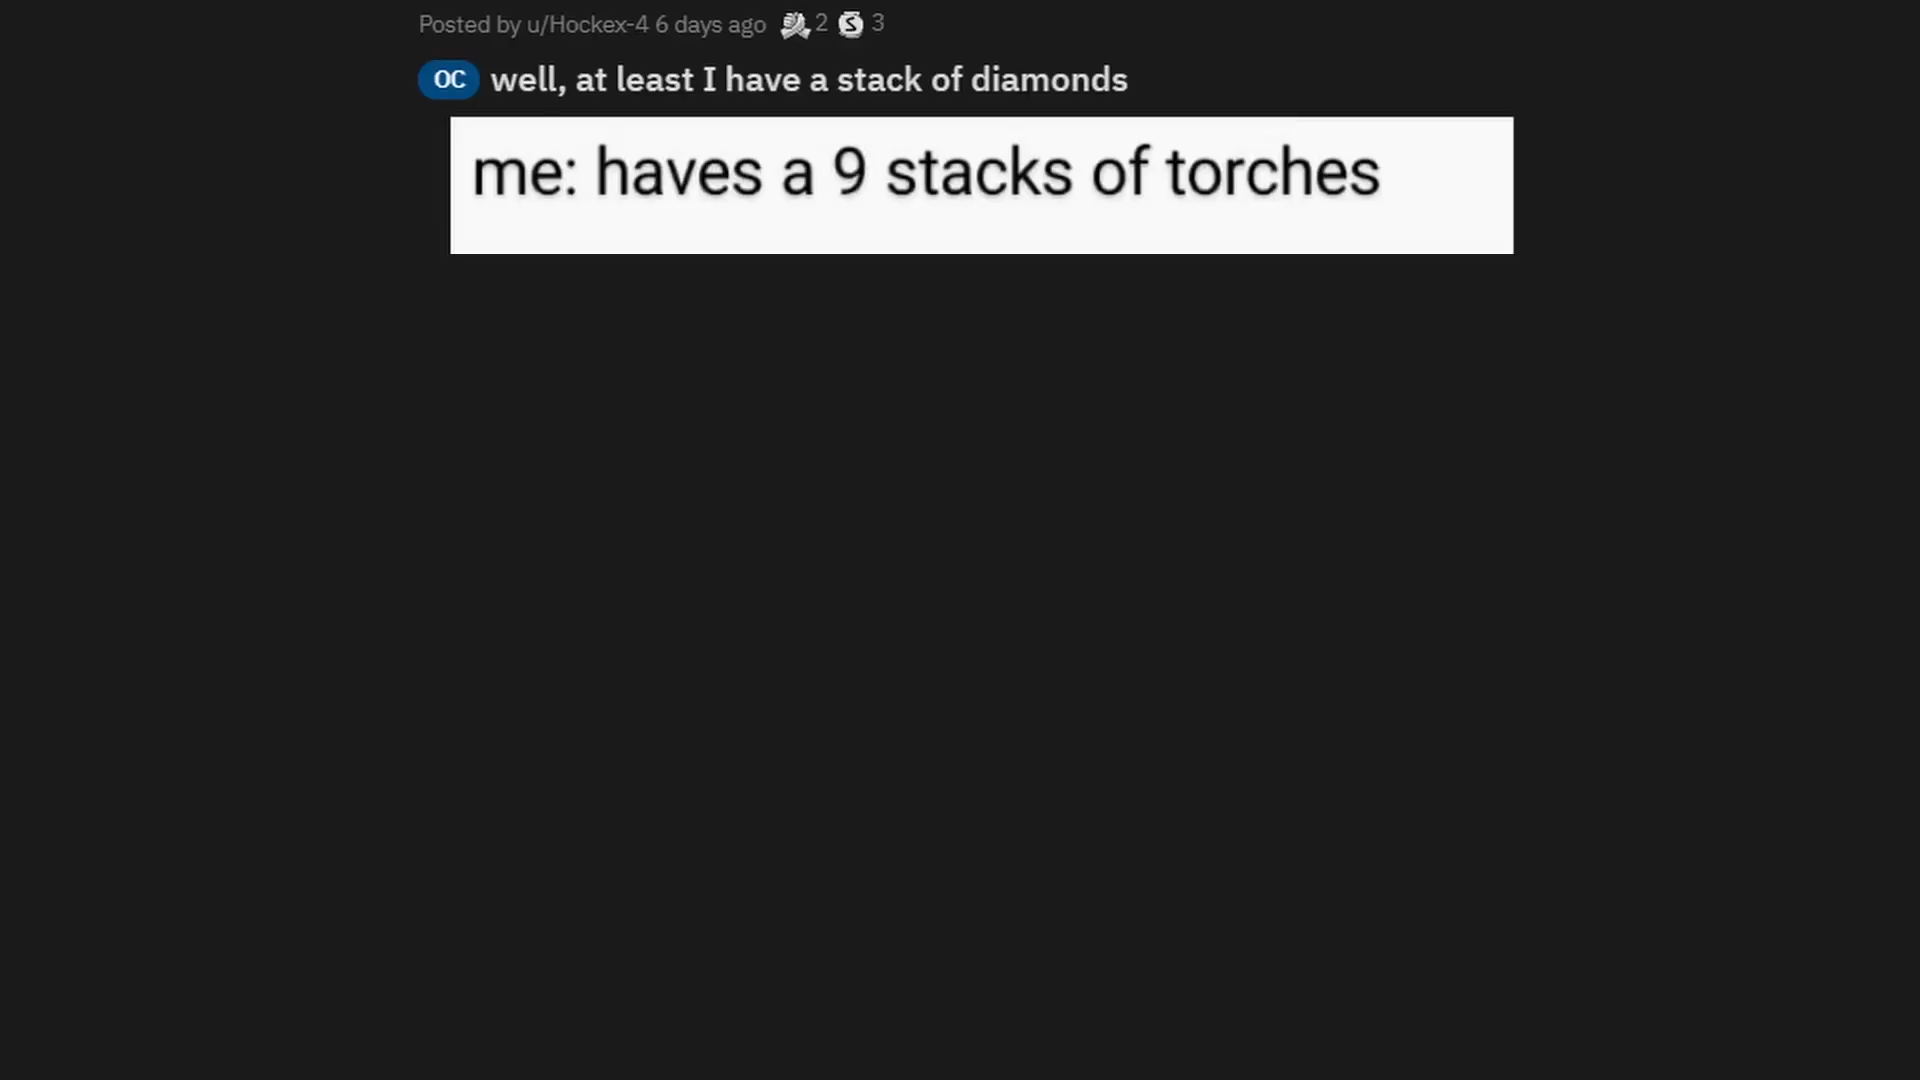 Posted by u/Hockex-4 6 days ago 2 S 3
OC well, at least I have a stack of diamonds
me: haves a 9 stacks of torches